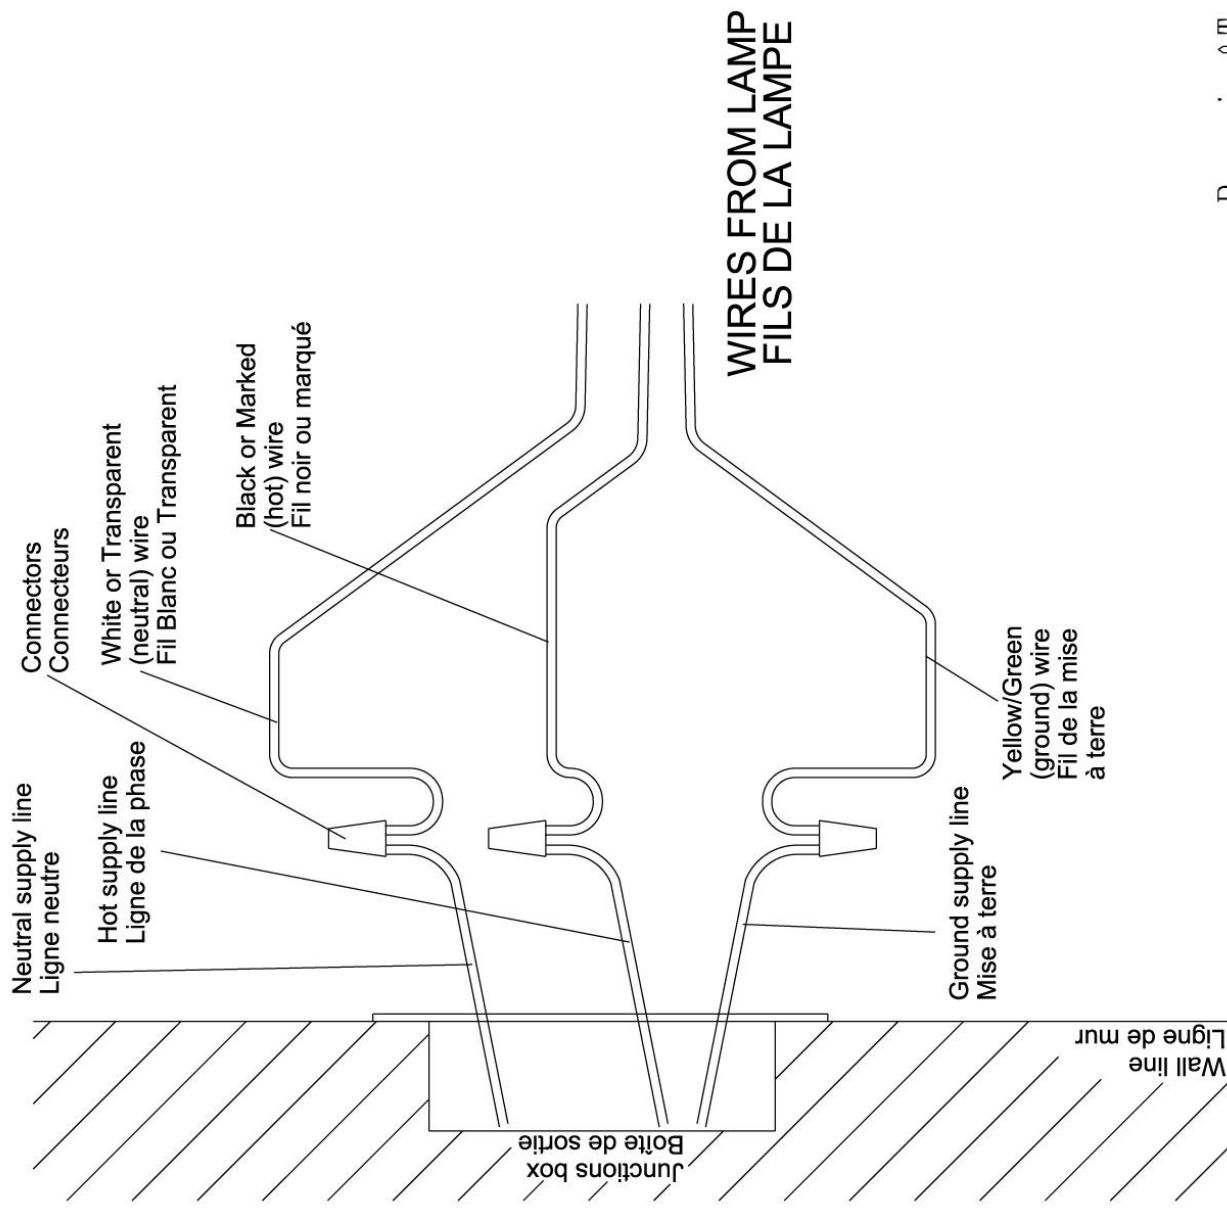 Neutral supply line
Ligne neutre
Hot supply line
Ligne de la phase
Connectors
Connecteurs
White or Transparent
(neutral) wire
Fil Blanc ou Transparent
Black or Marked
(hot) wire
Fil noir ou marqué
WIRES FROM LAMP
FILS DE LA LAMPE
Yellow/Green
(ground) wire
Fil de la mise
à terre
Ground supply line
Mise à terre
Wall line
Ligne de mur
Junctions box
Boîte de sortie